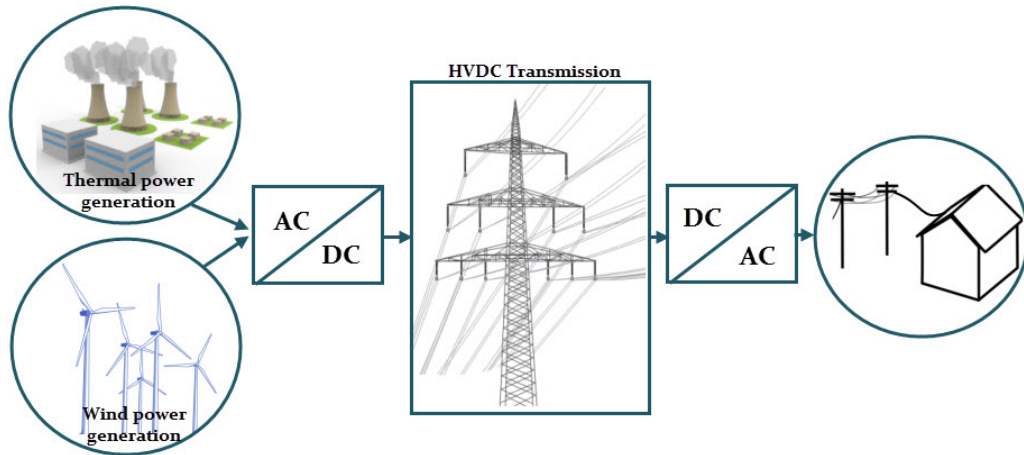 Thermal power
generation
Wind power
generation
AC
DC
HVDC Transmission
DC
AC